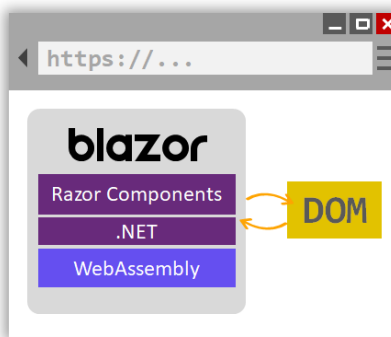 https://...
blazor
Razor Components
.NET
WebAssembly
DOM